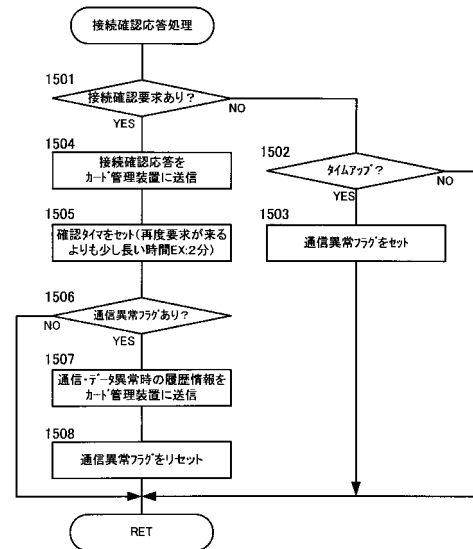 接続確認応答処理
1501
接続確認要求あり?
NO
YES
1504
接続確認応答を
カード管理装置に送信
1502
タイムアップ?
NO
YES
1505
確認タイマをセット(再度要求が来る
よりも少し長い時間EX:2分)
1503
通信異常フラグをセット
1506
通信異常フラグあり?
NO
YES
1507
通信・データ異常時の履歴情報を
カード管理装置に送信
1508
通信異常フラグをリセット
RET